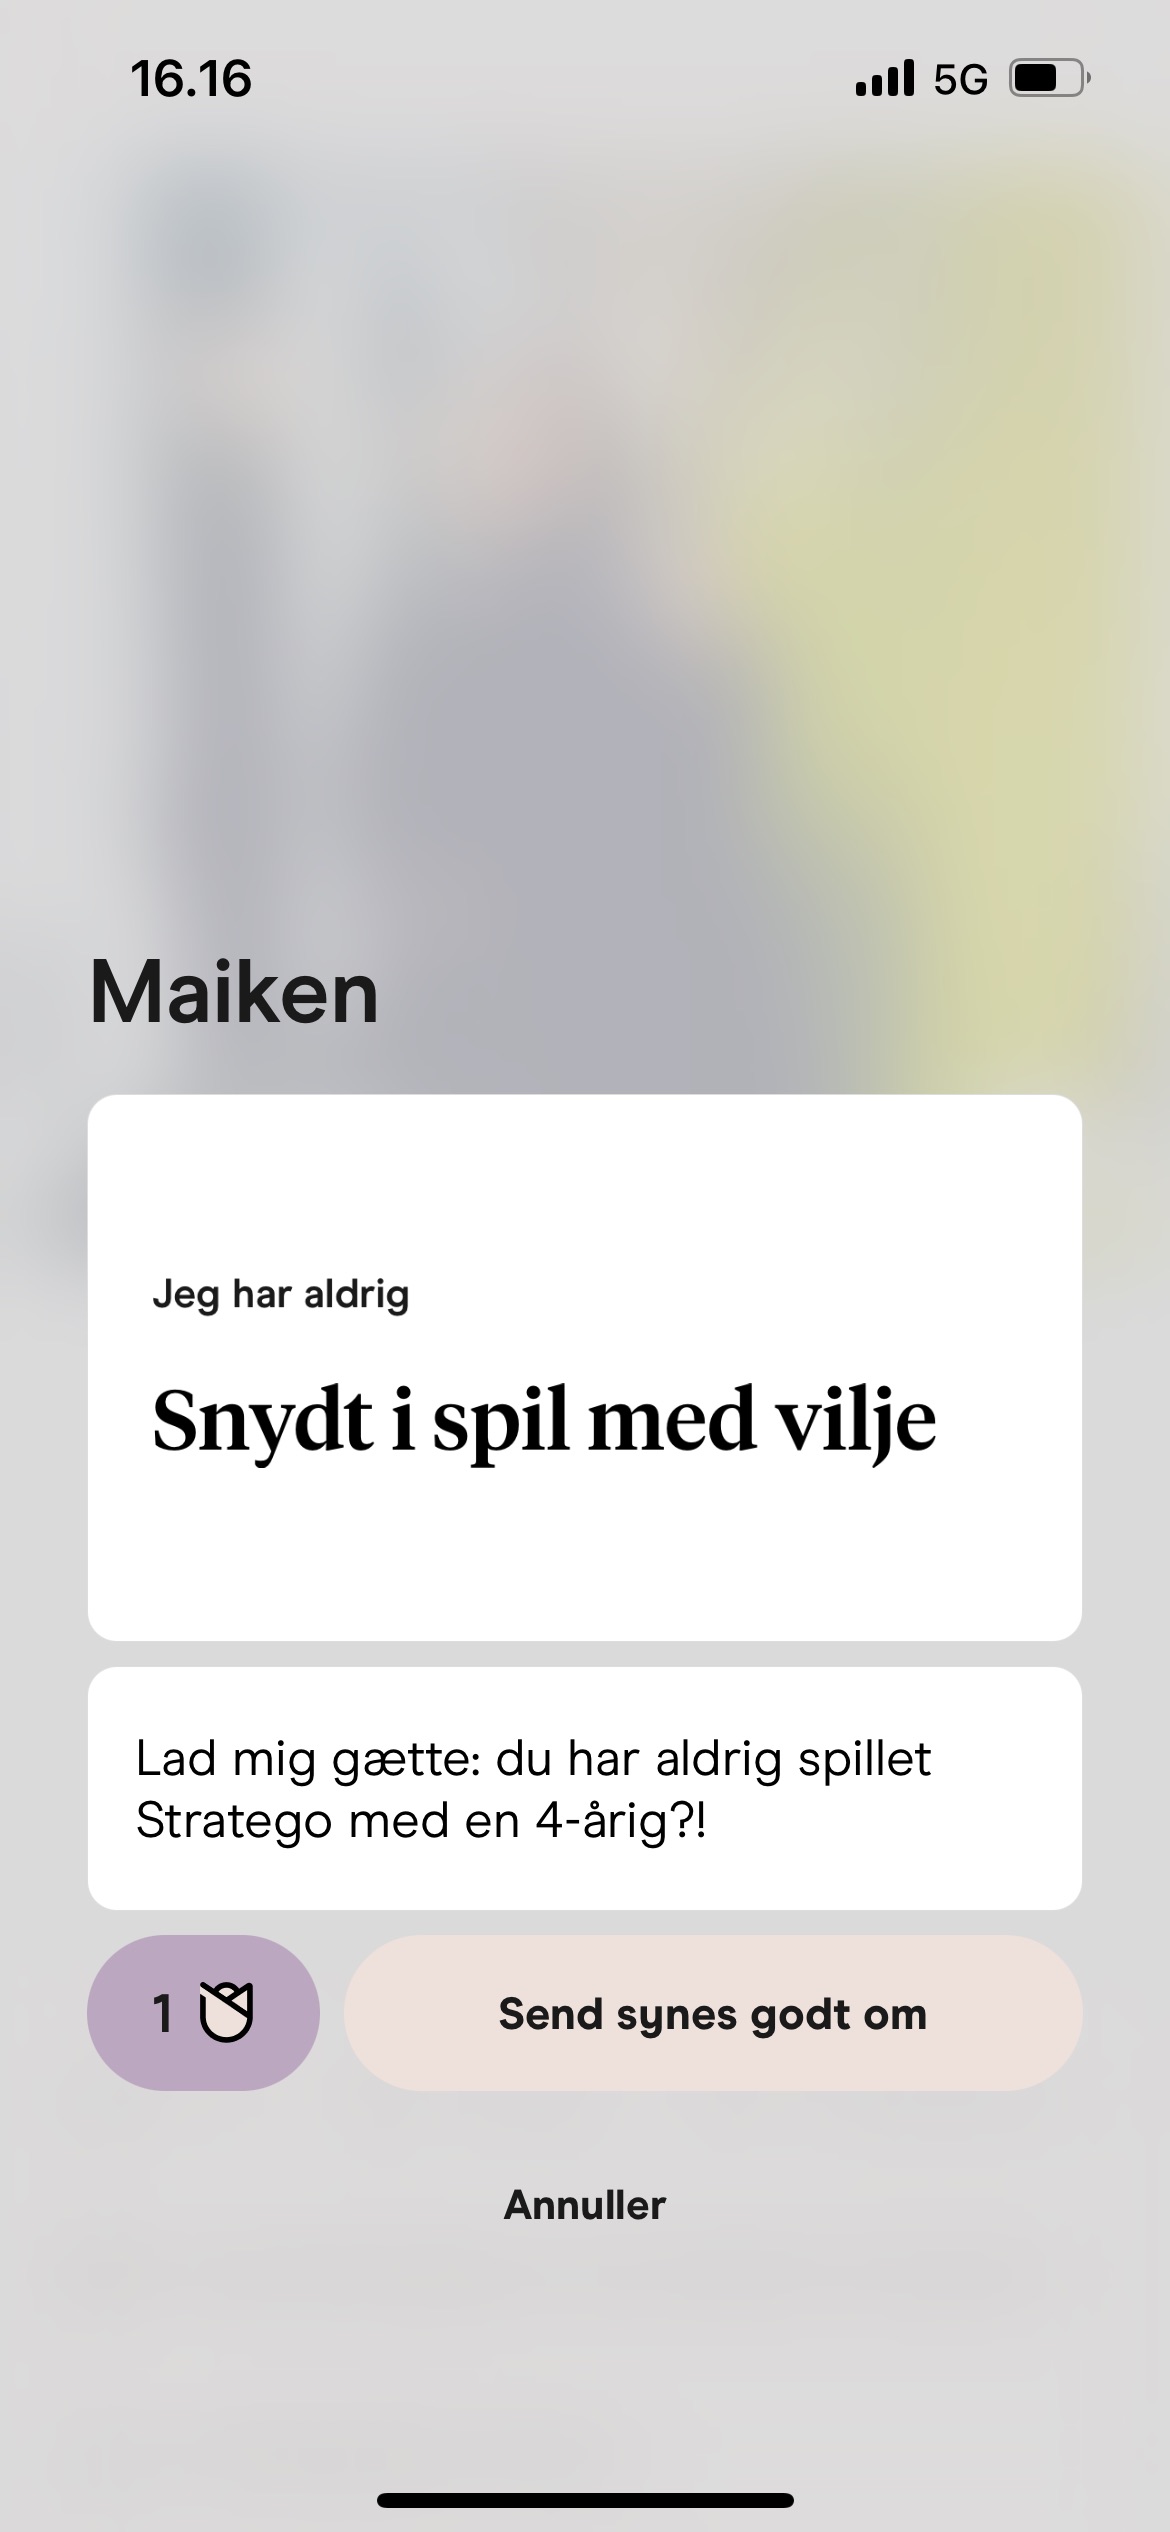 16.16
5G
Maiken
Jeg har aldrig
Snydt i spil med vilje
Lad mig gætte: du har aldrig spillet
Stratego med en 4-årig?!
1
Send synes godt om
Annuller